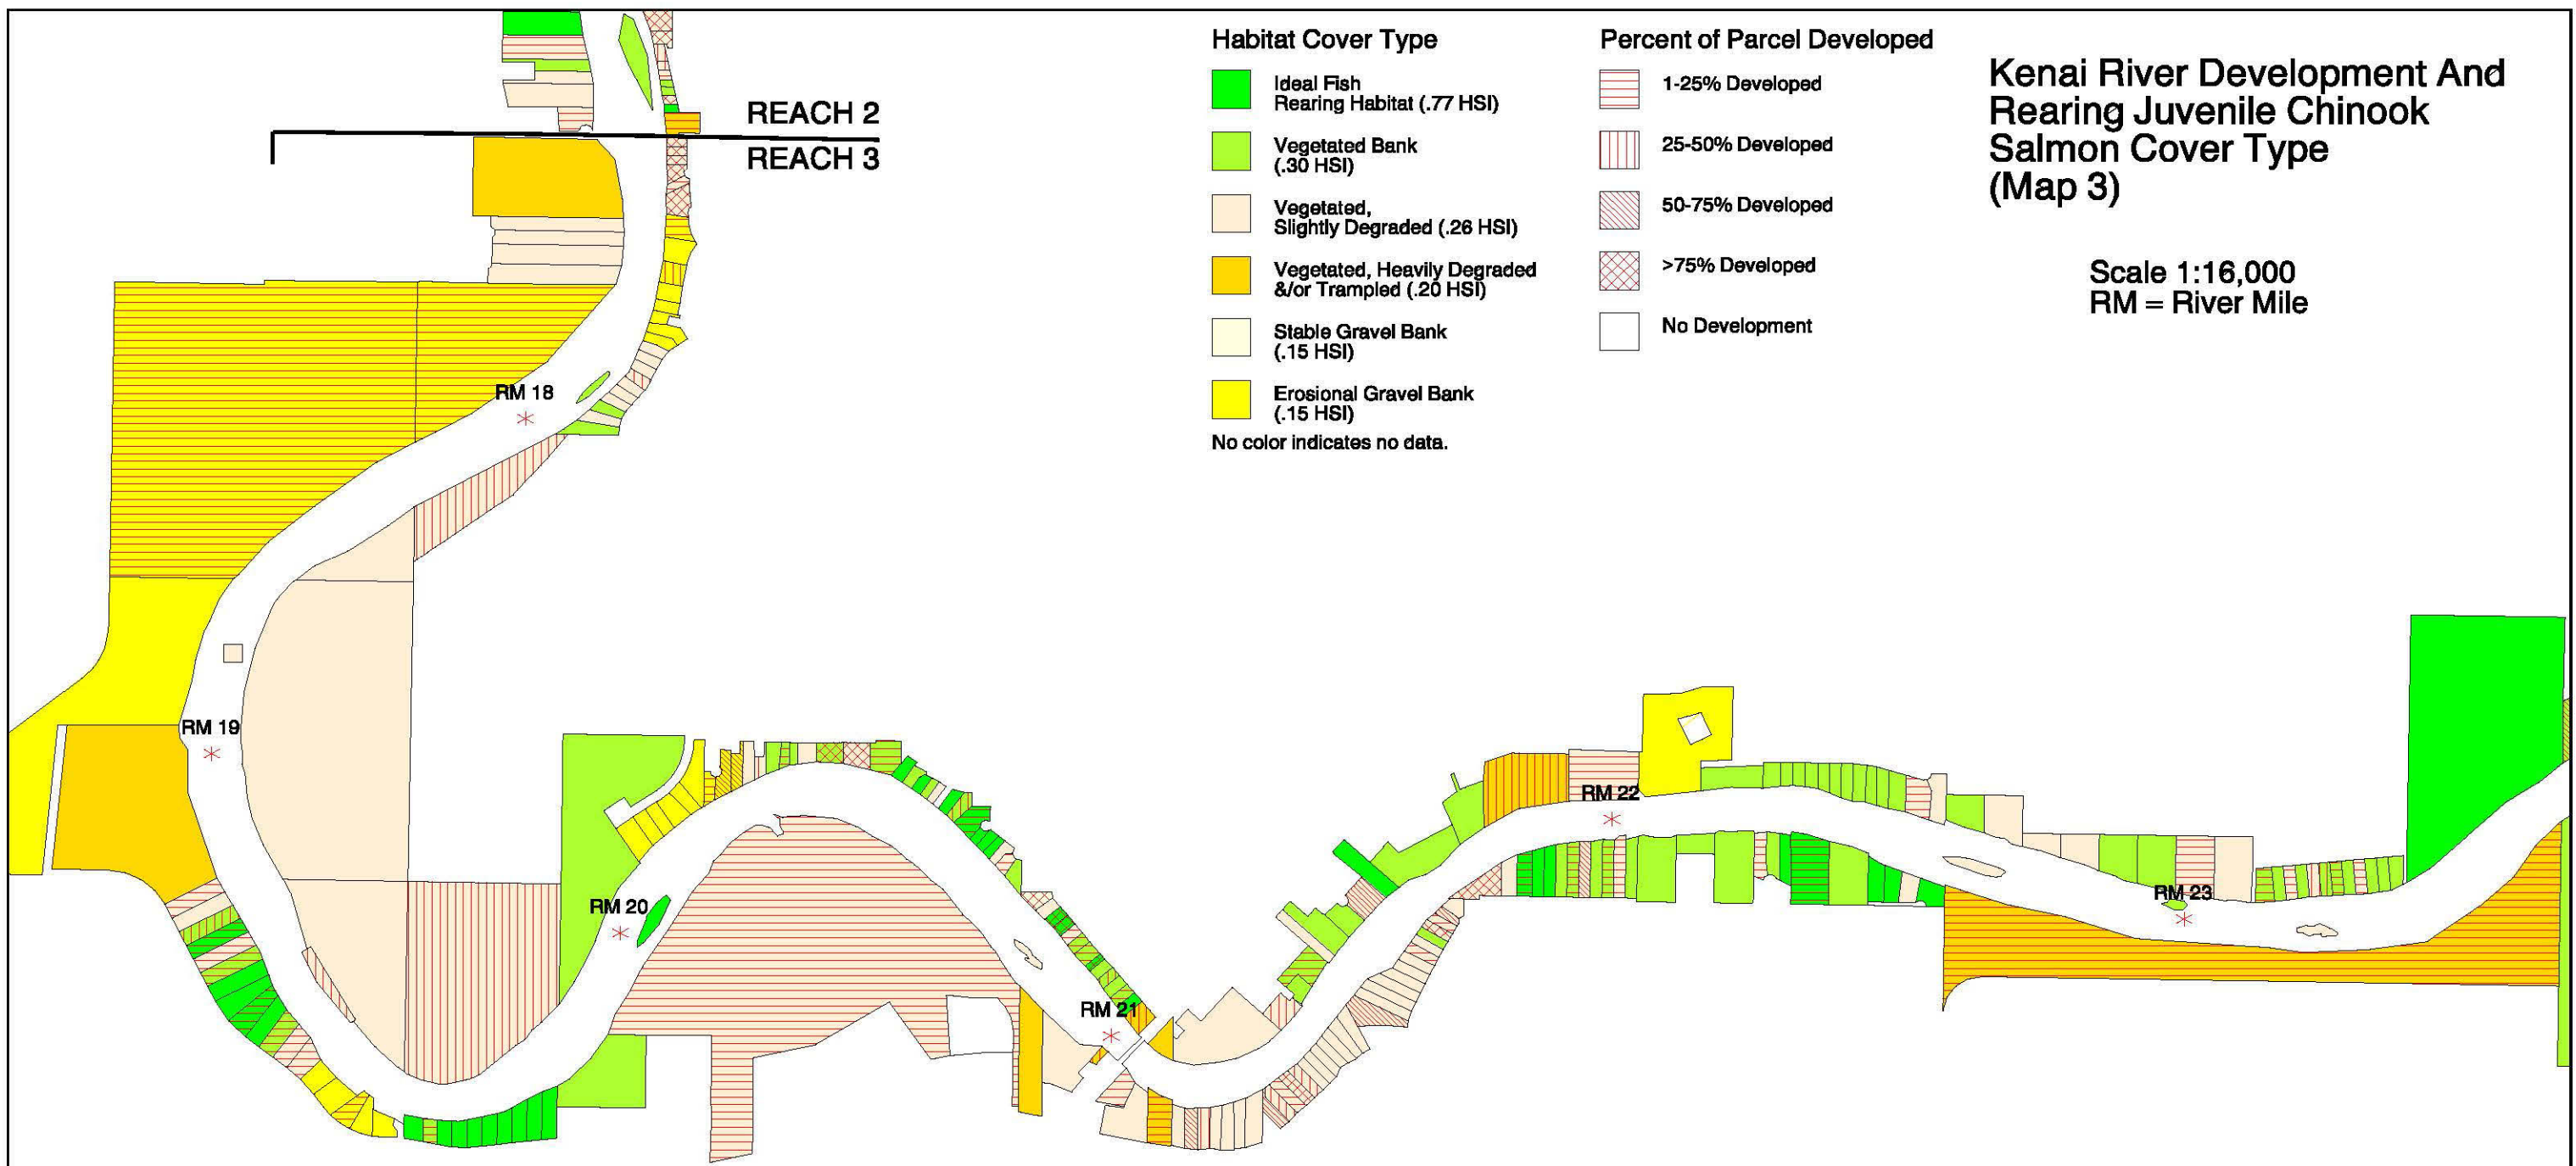 Kenai River Development And
Rearing Juvenile Chinook
Salmon Cover Type
(Map 3)
Scale 1:16,000
RM = River Mile
Habitat Cover Type
Ideal Fish
Rearing Habitat (.77 HSI)
Vegetated Bank
(.30 HSI)
Vegetated,
Slightly Degraded (.26 HSI)
Vegetated, Heavily Degraded
&/or Trampled (.20 HSI)
Stable Gravel Bank
(.15 HSI)
Erosional Gravel Bank
(.15 HSI)
No color indicates no data.
Percent of Parcel Developed
1-25% Developed
25-50% Developed
50-75% Developed
>75% Developed
No Development
REACH 2
REACH 3
RM 18
RM 19
RM 20
RM 21
RM 22
RM 23